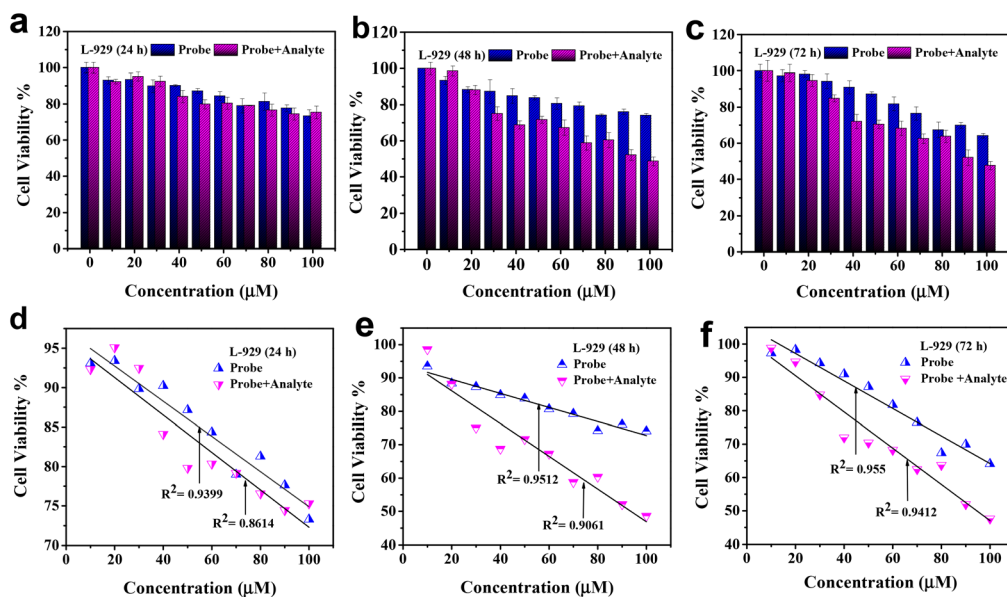 a
L-929 (24 h) Probe Probe+Analyte
120
100
80
60
40
20
0
Cell Viability %
0 20 40 60 80 100
Concentration (μM)
b
L-929 (48 h) Probe Probe+Analyte
120
100
80
60
40
20
0
Cell Viability %
0 20 40 60 80 100
Concentration (μM)
c
L-929 (72 h) Probe Probe+Analyte
120
100
80
60
40
20
0
Cell Viability %
0 20 40 60 80 100
Concentration (μM)
d
L-929 (24 h)
Probe
Probe+Analyte
95
90
85
80
75
70
Cell Viability %
R²= 0.9399
R²= 0.8614
0 20 40 60 80 100
Concentration (μM)
e
L-929 (48 h)
Probe
Probe+Analyte
100
90
80
70
60
50
40
Cell Viability %
R²= 0.9512
R²= 0.9061
0 20 40 60 80 100
Concentration (μM)
f
L-929 (72 h)
Probe
Probe +Analyte
100
90
80
70
60
50
40
Cell Viability %
R²= 0.955
R²= 0.9412
0 20 40 60 80 100
Concentration (μM)